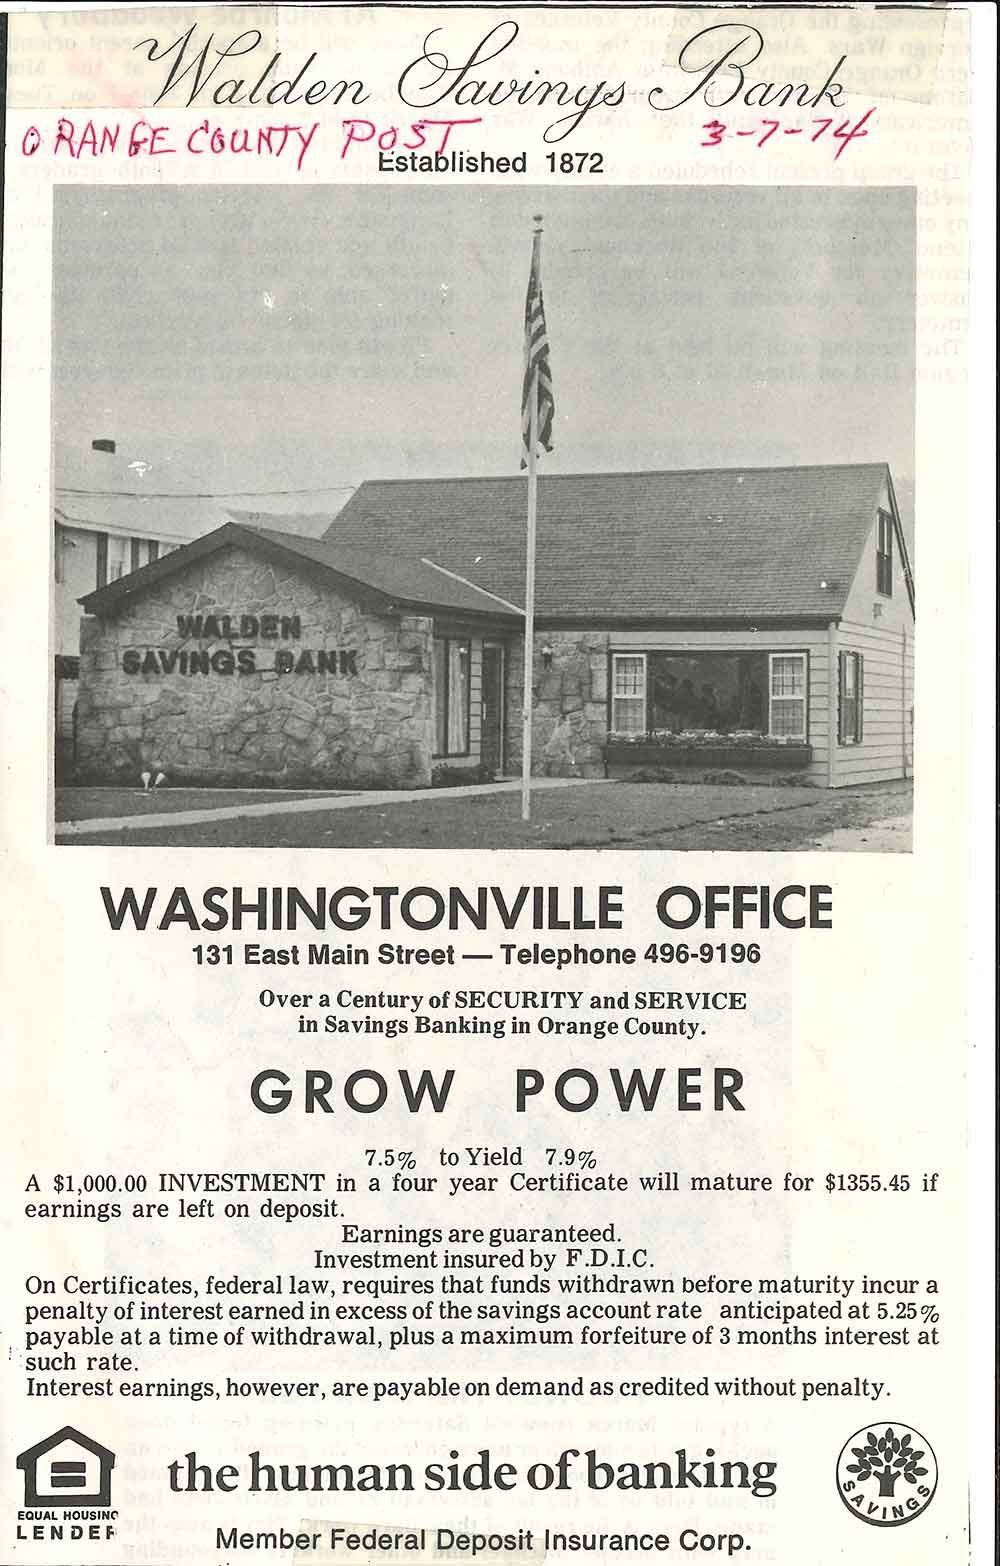 Walden Savings Bank
ORANGE COUNTY POST 3-7-74
Established 1872
WALDEN
SAVINGS BANK
WASHINGTONVILLE OFFICE
131 East Main Street — Telephone 496-9196
Over a Century of SECURITY and SERVICE
in Savings Banking in Orange County.
GROW POWER
7.5% to Yield 7.9%
A $1,000.00 INVESTMENT in a four year Certificate will mature for $1355.45 if
earnings are left on deposit.
Earnings are guaranteed.
Investment insured by F.D.I.C.
On Certificates, federal law, requires that funds withdrawn before maturity incur a
penalty of interest earned in excess of the savings account rate anticipated at 5.25%
payable at a time of withdrawal, plus a maximum forfeiture of 3 months interest at
such rate.
Interest earnings, however, are payable on demand as credited without penalty.
EQUAL HOUSING
LENDER
the human side of banking
SAVINGS
Member Federal Deposit Insurance Corp.